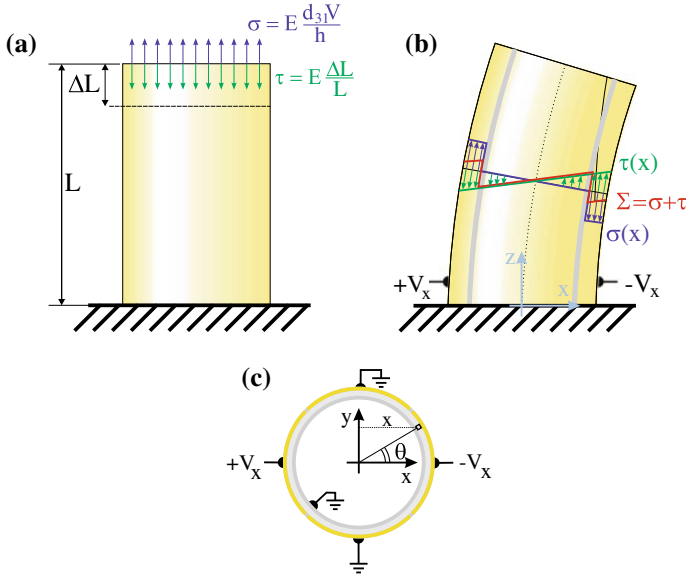 (a)
σ = E d₃₁V/h
τ = E ΔL/L
ΔL
L
(b)
τ(x)
Σ=σ+τ
σ(x)
+Vₓ
z
x
-Vₓ
(c)
y
x
θ
x
+Vₓ
-Vₓ